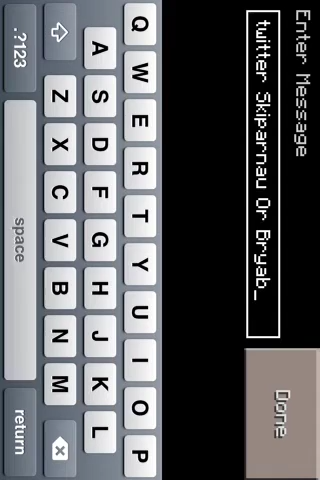 Enter Message
twitter Skiparnau Or Bryab_
Done
Q W E R T Y U I O P
A S D F G H J K L
Z X C V B N M
.?123 space return